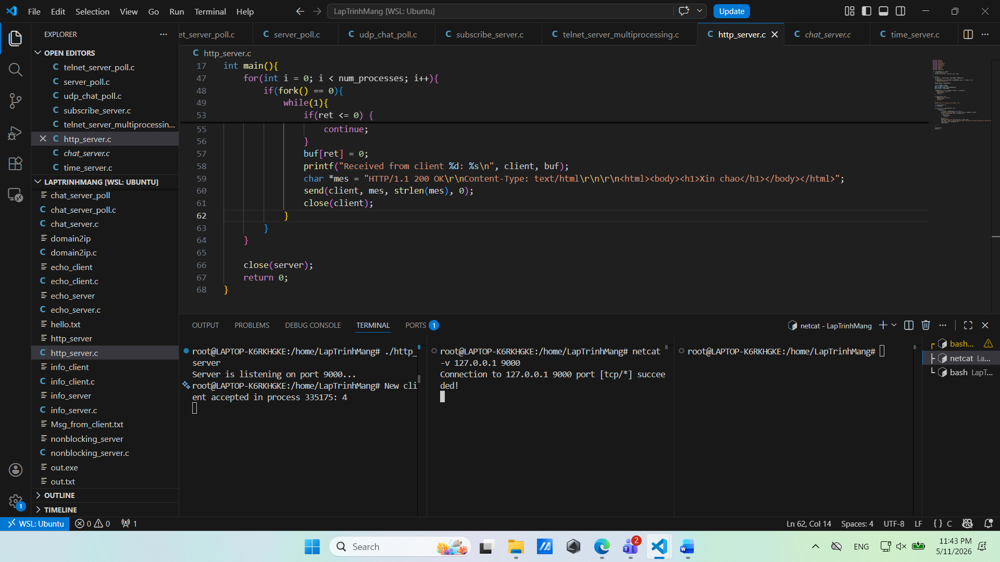 File Edit Selection View Go Run Terminal Help
LapTrinhMang [WSL: Ubuntu]
Update
EXPLORER
et_server_poll.c
server_poll.c
udp_chat_poll.c
subscribe_server.c
telnet_server_multiprocessing.c
http_server.c
chat_server.c
time_server.c
OPEN EDITORS
telnet_server_poll.c
server_poll.c
udp_chat_poll.c
subscribe_server.c
telnet_server_multiprocessin...
http_server.c
chat_server.c
time_server.c
LAPTRINHMANG [WSL: UBUNTU]
chat_server_poll
chat_server_poll.c
chat_server.c
domain2ip
domain2ip.c
echo_client
echo_client.c
echo_server
echo_server.c
hello.txt
http_server
http_server.c
info_client
info_client.c
info_server
info_server.c
Msg_from_client.txt
nonblocking_server
nonblocking_server.c
out.exe
out.txt
OUTLINE
TIMELINE
http_server.c
17 int main(){
47 for(int i = 0; i < num_processes; i++){
48 if(fork() == 0){
49 while(1){
53 if(ret <= 0) {
55 continue;
56 }
57 buf[ret] = 0;
58 printf("Received from client %d: %s\n", client, buf);
59 char *mes = "HTTP/1.1 200 OK\r\nContent-Type: text/html\r\n\r\n<html><body><h1>Xin chao</h1></body></html>";
60 send(client, mes, strlen(mes), 0);
61 close(client);
62 }
63 }
64 }
65
66 close(server);
67 return 0;
68 }
OUTPUT PROBLEMS DEBUG CONSOLE TERMINAL PORTS 1
netcat - LapTrinhMang
root@LAPTOP-K6RKHGKE:/home/LapTrinhMang# ./http_
server
Server is listening on port 9000...
root@LAPTOP-K6RKHGKE:/home/LapTrinhMang# New cli
ent accepted in process 335175: 4
root@LAPTOP-K6RKHGKE:/home/LapTrinhMang# netcat
-v 127.0.0.1 9000
Connection to 127.0.0.1 9000 port [tcp/*] succee
ded!
root@LAPTOP-K6RKHGKE:/home/LapTrinhMang#
bash...
netcat La...
bash LapT...
1
WSL: Ubuntu
0 0
1
Ln 62, Col 14
Spaces: 4
UTF-8
LF
{ } C
Search
2
ENG
11:43 PM
5/11/2026